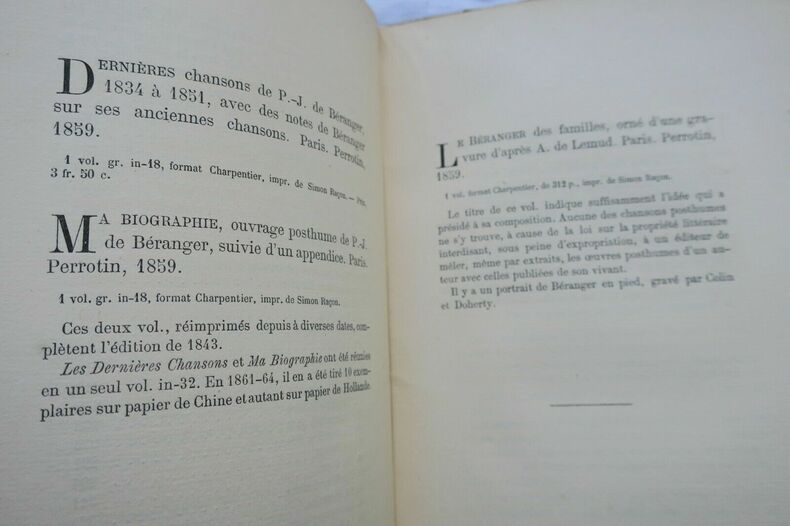 DERNIÈRES chansons de P.-J. de Béranger,
1834 à 1851, avec des notes de Béranger
sur ses anciennes chansons. Paris. Perrotin,
1859.
1 vol. gr. in-18, format Charpentier, impr. de Simon Raçon. — Prix,
3 fr. 50 c.
MA BIOGRAPHIE, ouvrage posthume de P.-J.
de Béranger, suivie d'un appendice. Paris.
Perrotin, 1859.
1 vol. gr. in-18, format Charpentier, impr. de Simon Raçon.
Ces deux vol., réimprimés depuis à diverses dates, com-
plètent l'édition de 1843.
Les Dernières Chansons et Ma Biographie ont été réunies
en un seul vol. in-32. En 1861-64, il en a été tiré 10 exem-
plaires sur papier de Chine et autant sur papier de Hollande.
LE BÉRANGER des familles, orné d'une gra-
vure d'après A. de Lemud. Paris. Perrotin,
1859.
1 vol. format Charpentier, de 312 p., impr. de Simon Raçon.
Le titre de ce vol. indique suffisamment l'idée qui a
présidé à sa composition. Aucune des chansons posthumes
ne s'y trouve, à cause de la loi sur la propriété littéraire
interdisant, sous peine d'expropriation, à un éditeur de
mêler, même par extraits, les œuvres posthumes d'un au-
teur avec celles publiées de son vivant.
Il y a un portrait de Béranger en pied, gravé par Colin
et Doherty.